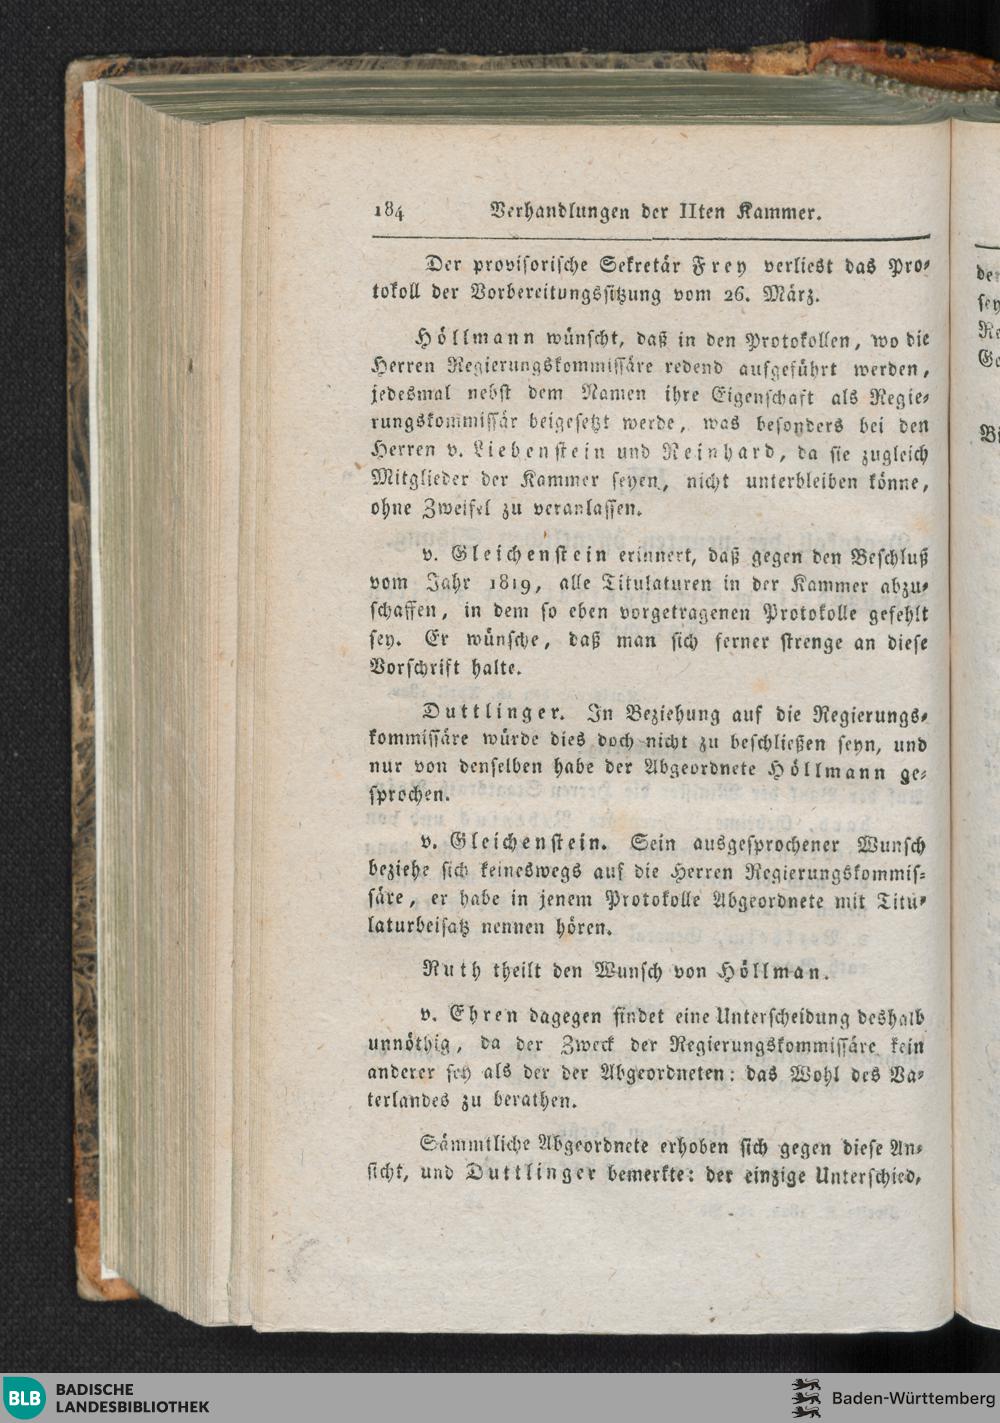 184 Verhandlungen der IIten Kammer.
Der provisorische Sekretär Frey verliest das Pro-
tokoll der Vorbereitungssitzung vom 26. März.
Höllmann wünscht, daß in den Protokollen, wo die
Herren Regierungskommissäre redend aufgeführt werden,
jedesmal nebst dem Namen ihre Eigenschaft als Regie-
rungskommissär beigesetzt werde, was besonders bei den
Herren v. Liebenstein und Reinhard, da sie zugleich
Mitglieder der Kammer seyen, nicht unterbleiben könne,
ohne Zweifel zu veranlassen.
v. Gleichenstein erinnert, daß gegen den Beschluß
vom Jahr 1819, alle Titulaturen in der Kammer abzu-
schaffen, in dem so eben vorgetragenen Protokolle gefehlt
sey. Er wünsche, daß man sich ferner strenge an diese
Vorschrift halte.
Duttlinger. In Beziehung auf die Regierungs-
kommissäre würde dies doch nicht zu beschließen seyn, und
nur von denselben habe der Abgeordnete Höllmann ge-
sprochen.
v. Gleichenstein. Sein ausgesprochener Wunsch
beziehe sich keineswegs auf die Herren Regierungskommis-
säre, er habe in jenem Protokolle Abgeordnete mit Titu-
laturbeisatz nennen hören.
Ruth theilt den Wunsch von Höllman.
v. Ehren dagegen findet eine Unterscheidung deshalb
unnöthig, da der Zweck der Regierungskommissäre kein
anderer sey als der der Abgeordneten: das Wohl des Va-
terlandes zu berathen.
Sämmtliche Abgeordnete erhoben sich gegen diese An-
sicht, und Duttlinger bemerkte: der einzige Unterschied,
BLB BADISCHE
LANDESBIBLIOTHEK
Baden-Württemberg